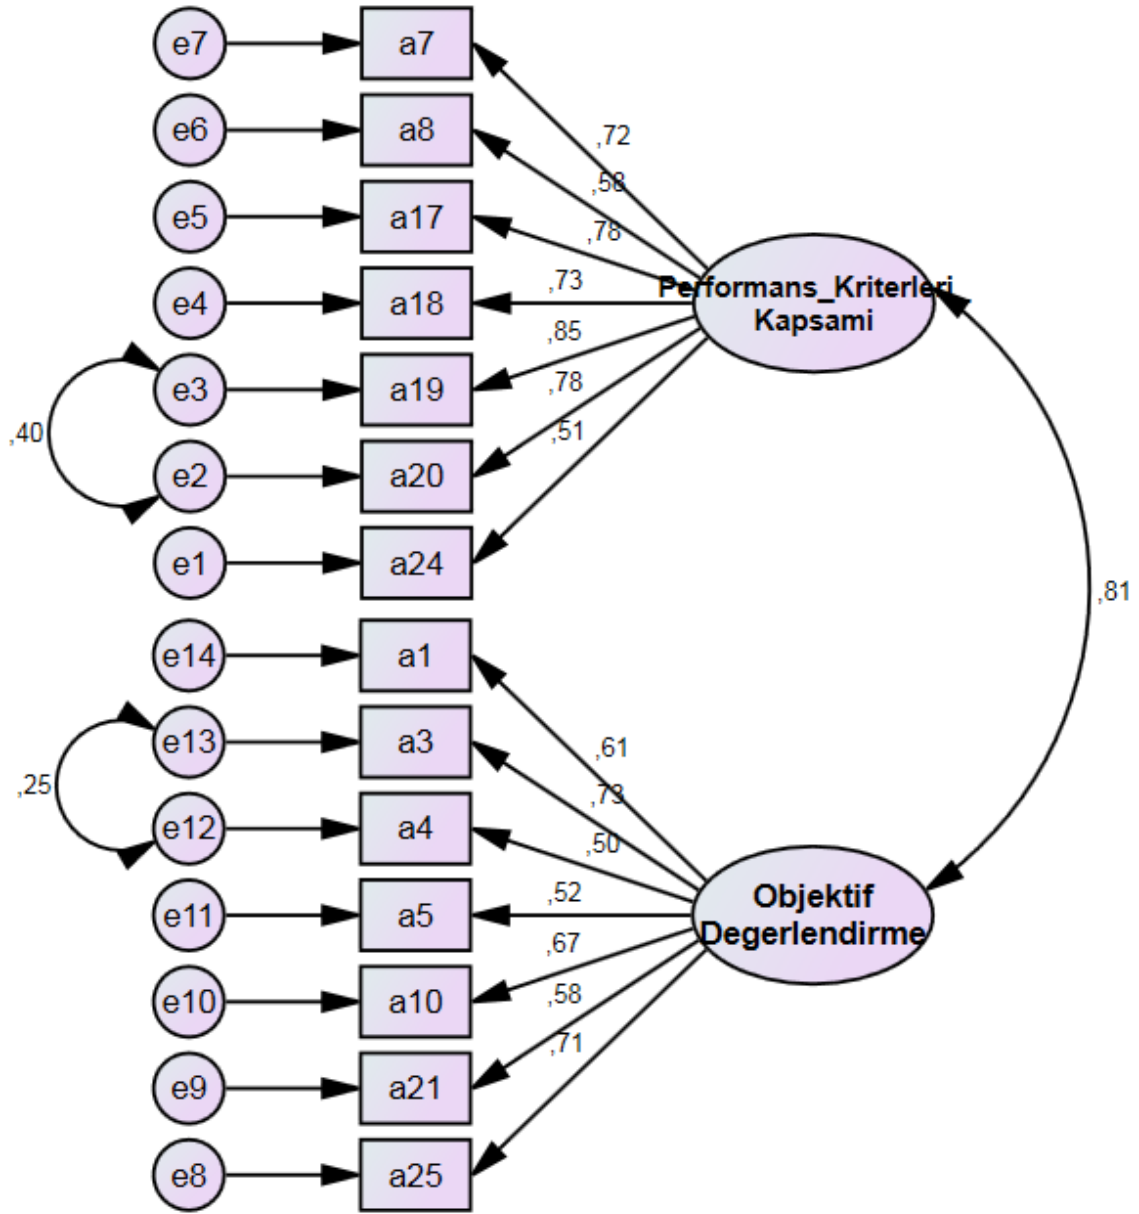 e7
a7
,72
e6
a8
,58
e5
a17
,78
e4
a18
,73
Performans_Kriterleri
Kapsami
,85
e3
a19
,78
,40
,51
e2
a20
e1
a24
,81
e14
a1
,61
e13
a3
,73
,25
e12
a4
,50
,52
Objektif
Degerlendirme
e11
a5
,67
e10
a10
,58
,71
e9
a21
e8
a25